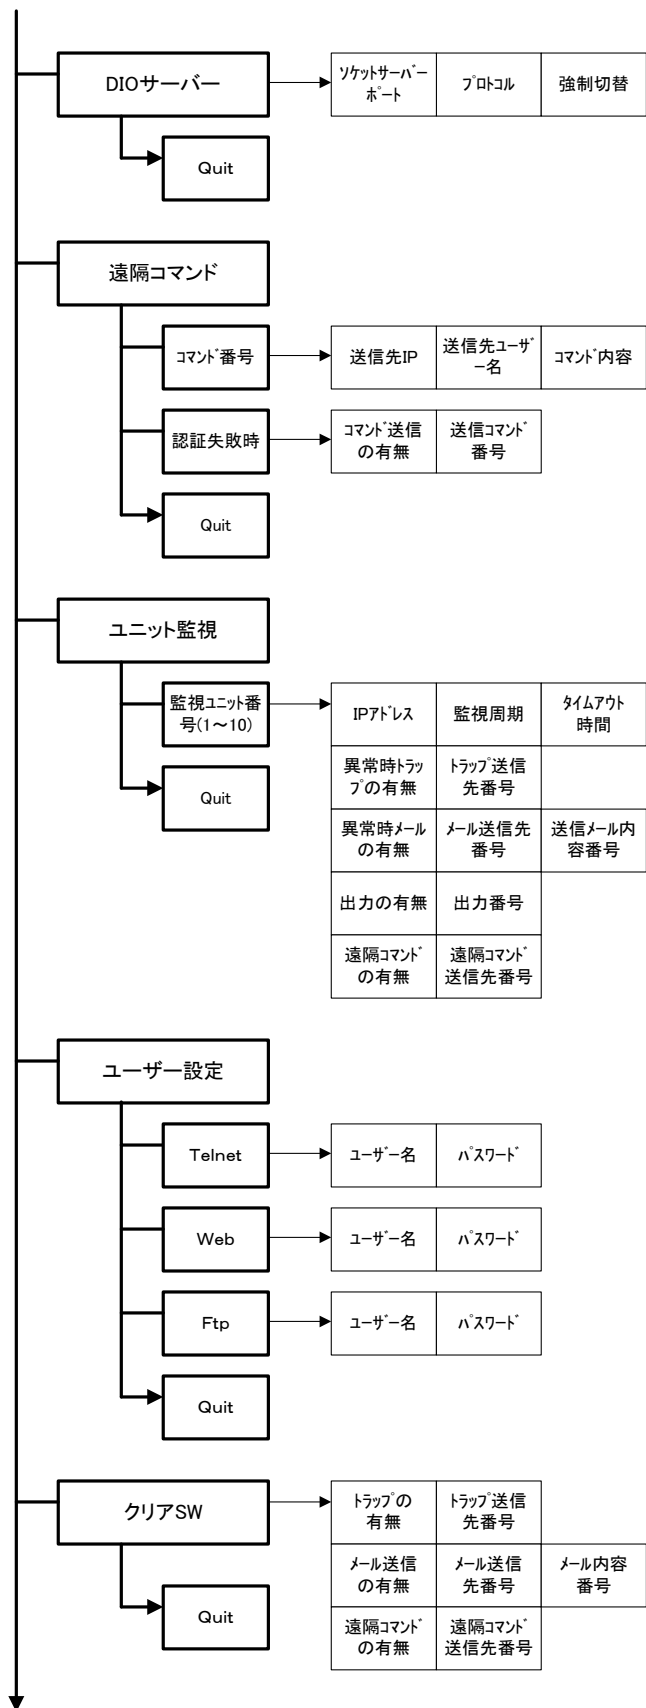 DIOサーバー
ｿｹｯﾄｻｰﾊﾞｰ
ﾎﾟｰﾄ
ﾌﾟﾛﾄｺﾙ
強制切替
Quit
遠隔コマンド
ｺﾏﾝﾄﾞ番号
送信先IP
送信先ﾕｰｻﾞ
ｰ名
ｺﾏﾝﾄﾞ内容
認証失敗時
ｺﾏﾝﾄﾞ送信
の有無
送信ｺﾏﾝﾄﾞ
番号
Quit
ユニット監視
監視ﾕﾆｯﾄ番
号(1～10)
IPｱﾄﾞﾚｽ
監視周期
ﾀｲﾑｱｳﾄ
時間
Quit
異常時ﾄﾗｯ
ﾌﾟの有無
ﾄﾗｯﾌﾟ送信
先番号
異常時ﾒｰﾙ
の有無
ﾒｰﾙ送信先
番号
送信ﾒｰﾙ内
容番号
出力の有無
出力番号
遠隔ｺﾏﾝﾄﾞ
の有無
遠隔ｺﾏﾝﾄﾞ
送信先番号
ユーザー設定
Telnet
ﾕｰｻﾞｰ名
ﾊﾟｽﾜｰﾄﾞ
Web
ﾕｰｻﾞｰ名
ﾊﾟｽﾜｰﾄﾞ
Ftp
ﾕｰｻﾞｰ名
ﾊﾟｽﾜｰﾄﾞ
Quit
クリアSW
ﾄﾗｯﾌﾟの
有無
ﾄﾗｯﾌﾟ送信
先番号
ﾒｰﾙ送信
の有無
ﾒｰﾙ送信
先番号
ﾒｰﾙ内容
番号
Quit
遠隔ｺﾏﾝﾄﾞ
の有無
遠隔ｺﾏﾝﾄﾞ
送信先番号